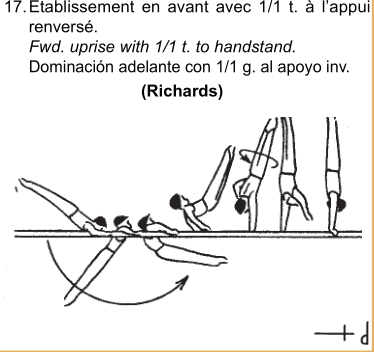 17. Etablissement en avant avec 1/1 t. à l'appui
renversé.
Fwd. uprise with 1/1 t. to handstand.
Dominación adelante con 1/1 g. al apoyo inv.
(Richards)